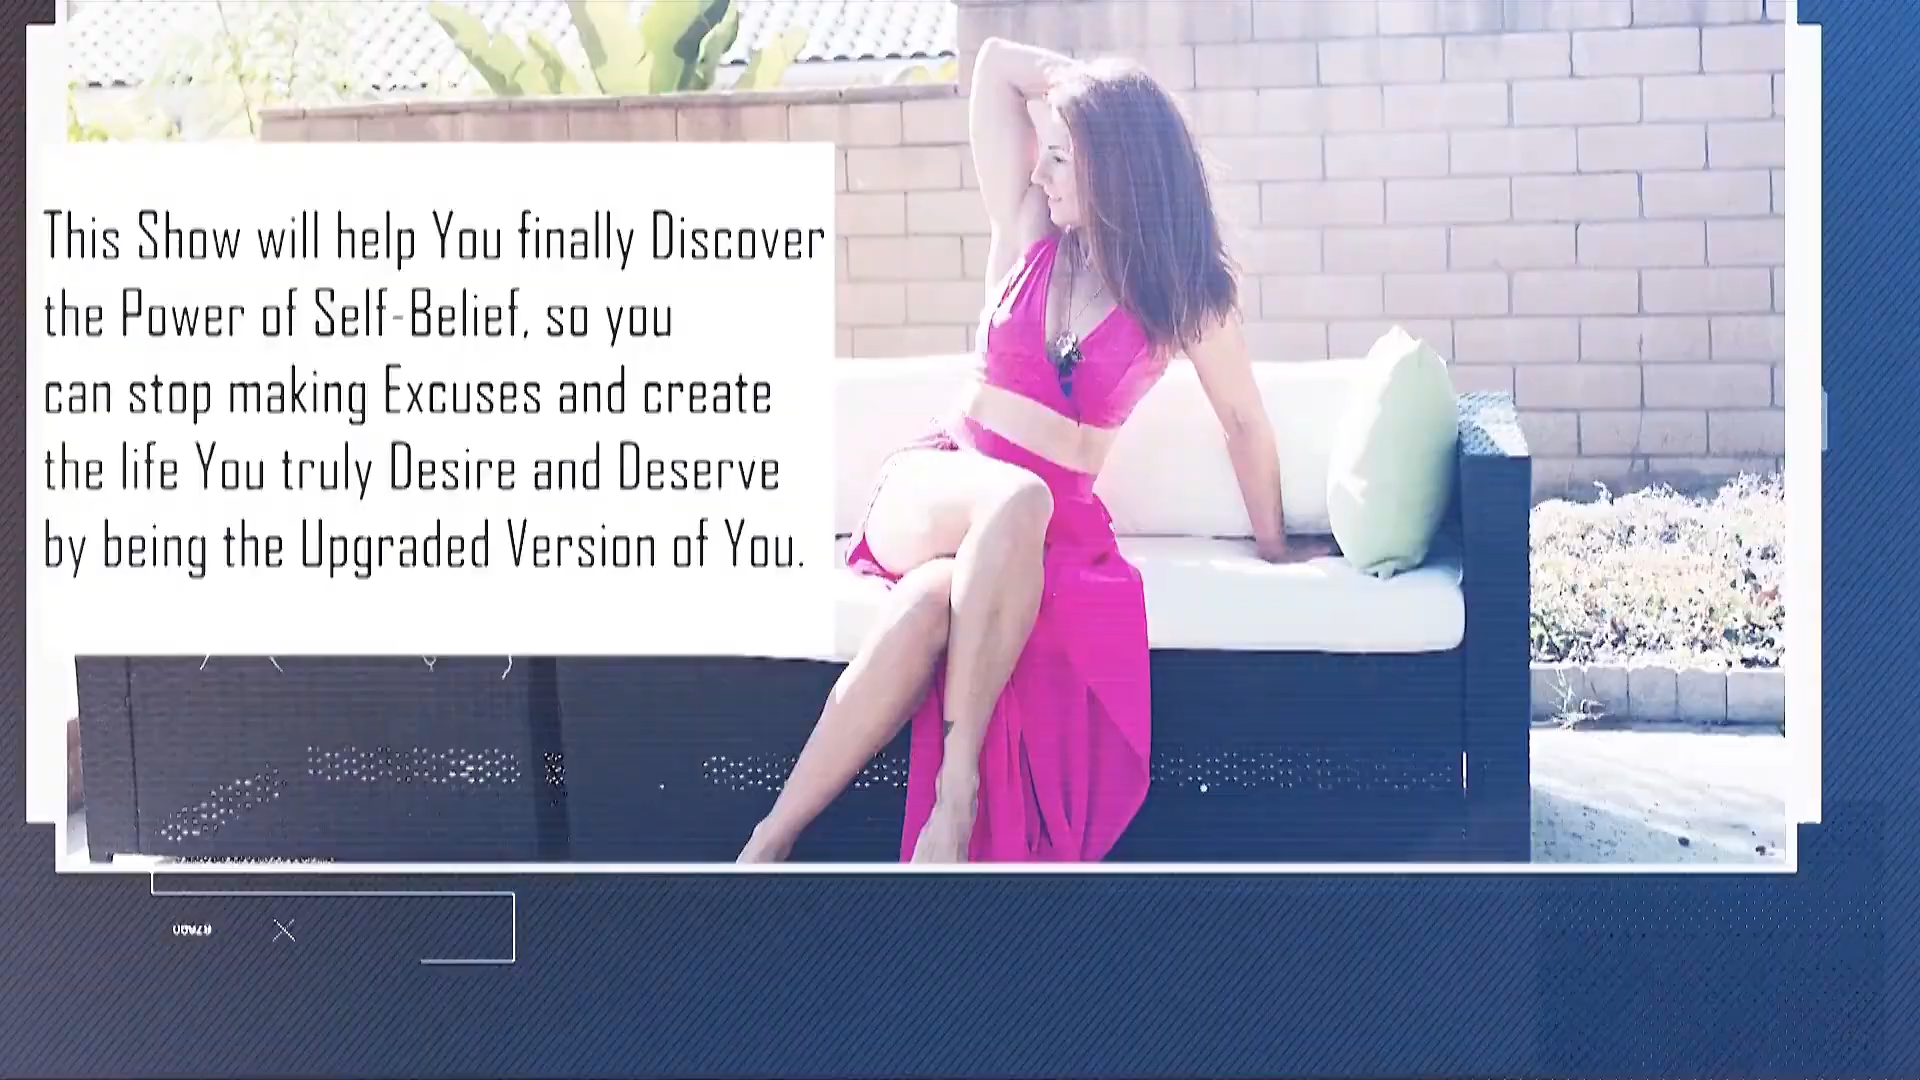 This Show will help You finally Discover
the Power of Self-Belief, so you
can stop making Excuses and create
the life You truly Desire and Deserve
by being the Upgraded Version of You.